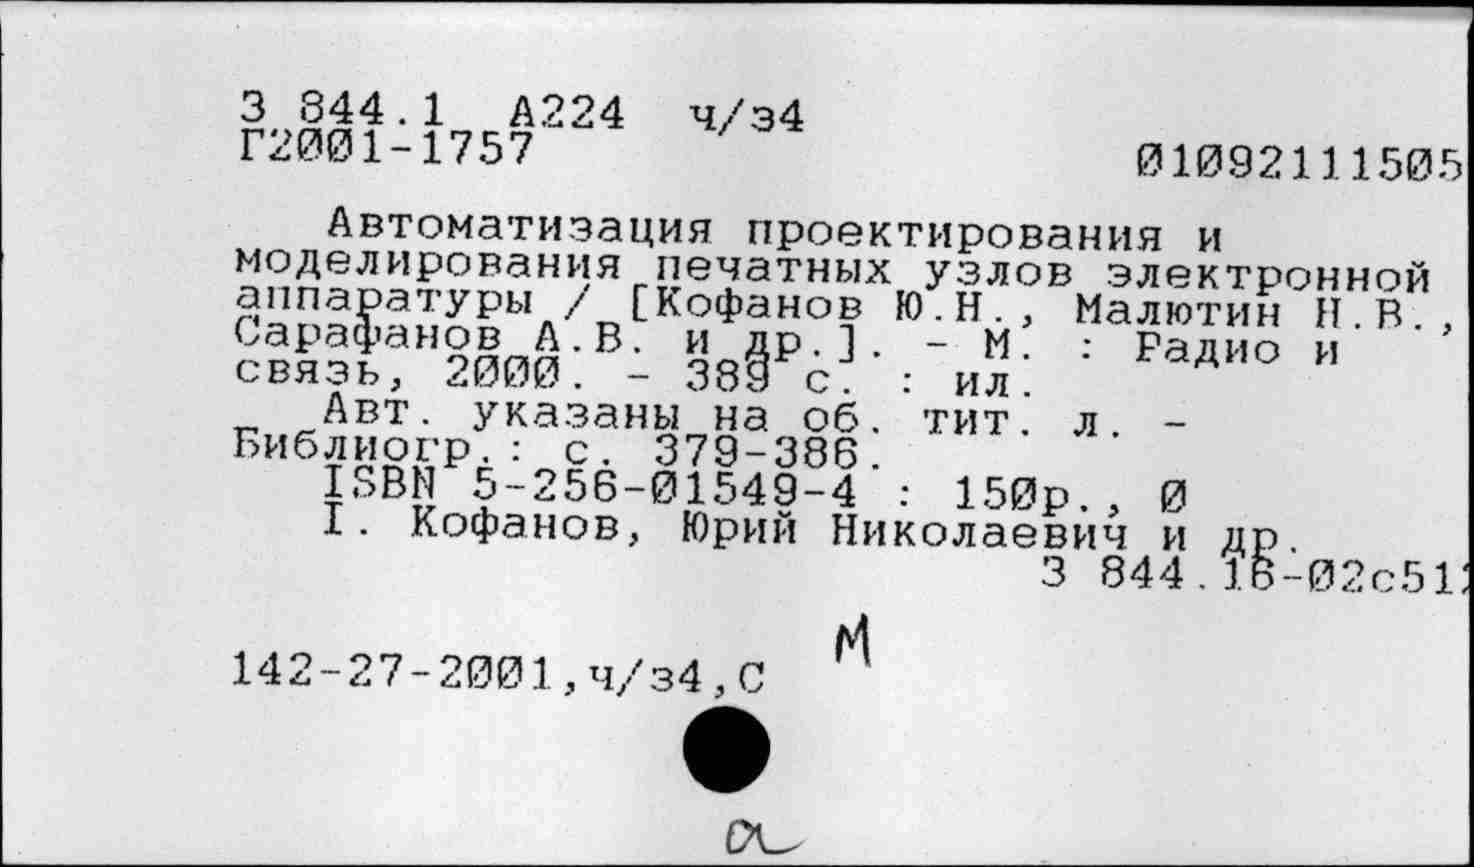 З 844.1 А224 ч/з4
Г2001-1757
01092111505
Автоматизация проектирования и
моделирования печатных узлов электронной
аппаратуры / [Кофанов Ю.Н., Малютин Н.В.,
Сарафанов А.В. и др.]. - М. : Радио и
связь, 2000. - 389 с. : ил.
Авт. указаны на об. тит. л. -
Библиогр.: с. 379-386.
ISBN 5-256-01549-4 : 150р., 0
I. Кофанов, Юрий Николаевич и др.
З 844.16-02с51
М
142-27-2001,ч/з4,С